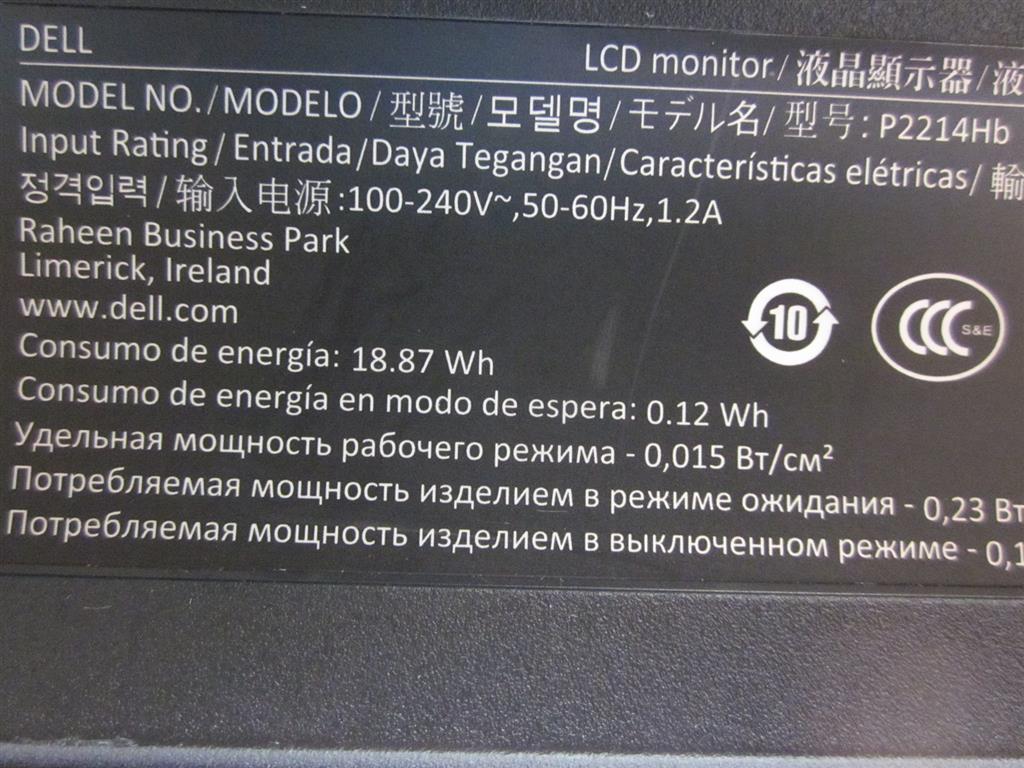 DELL
LCD monitor/液晶顯示器/液
MODEL NO./MODELO/型號/모델명/モデル名/型号: P2214Hb
Input Rating/Entrada/Daya Tegangan/Características elétricas/輸
정격입력/输入电源:100-240V~,50-60Hz,1.2A
Raheen Business Park
Limerick, Ireland
www.dell.com
10
CCC S&E
Consumo de energía: 18.87 Wh
Consumo de energía en modo de espera: 0.12 Wh
Удельная мощность рабочего режима - 0,015 Вт/см²
Потребляемая мощность изделием в режиме ожидания - 0,23 Вт
Потребляемая мощность изделием в выключенном режиме - 0,1